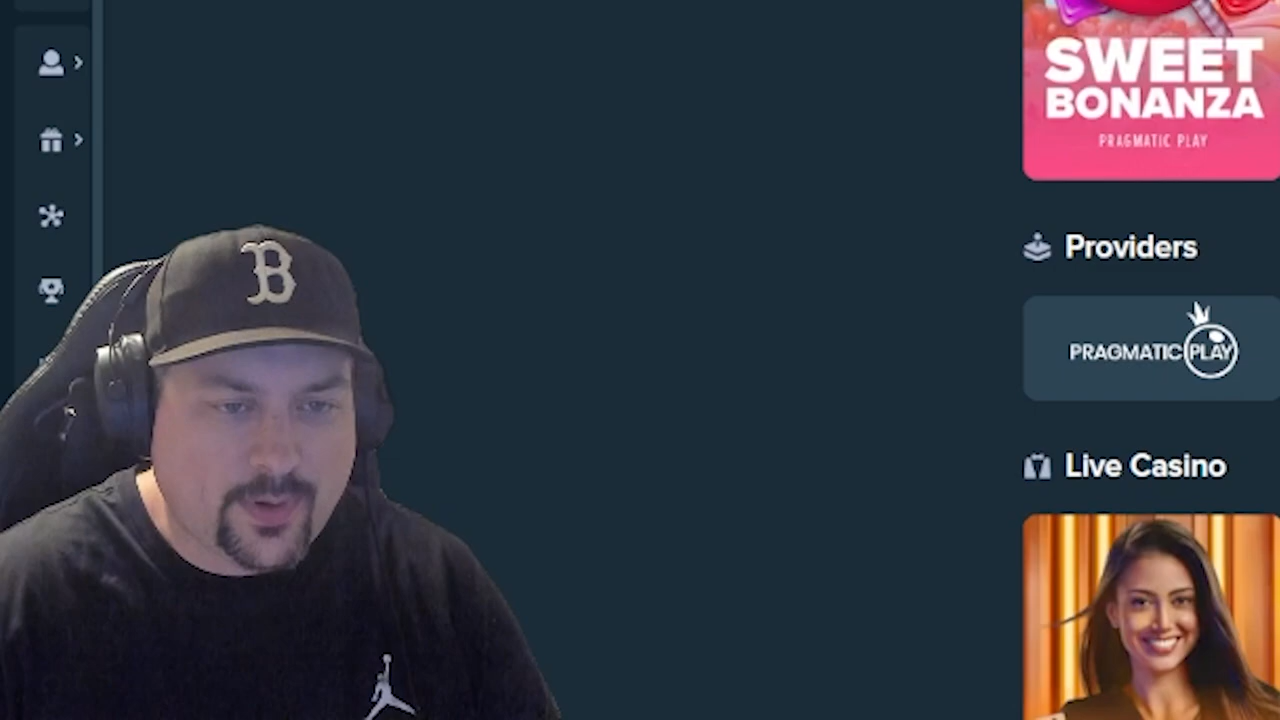 SWEET
BONANZA
PRAGMATIC PLAY
Providers
PRAGMATIC PLAY
Live Casino
B